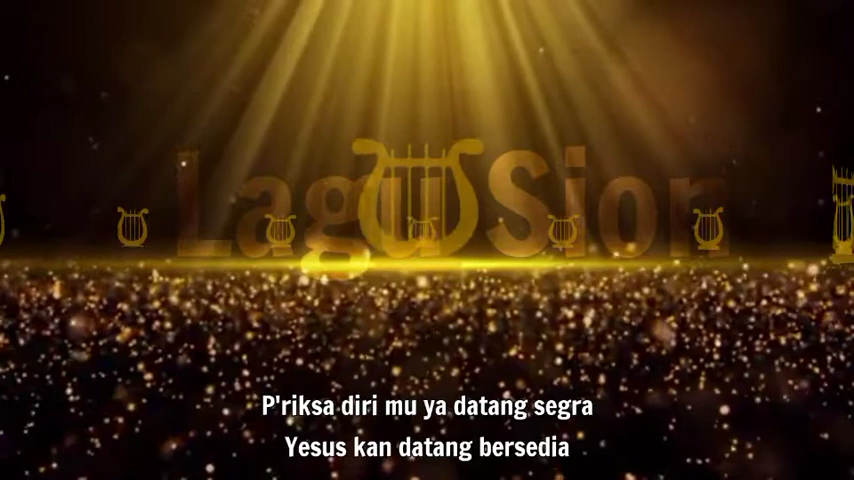 Lagu Sion
P'riksa diri mu ya datang segra
Yesus kan datang bersedia